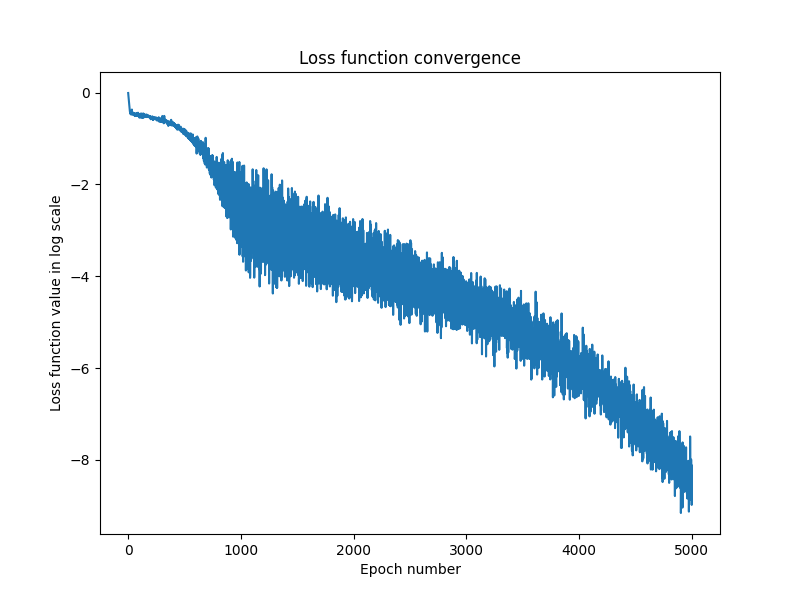 Loss function convergence
Loss function value in log scale
0
−2
−4
−6
−8
0 1000 2000 3000 4000 5000
Epoch number